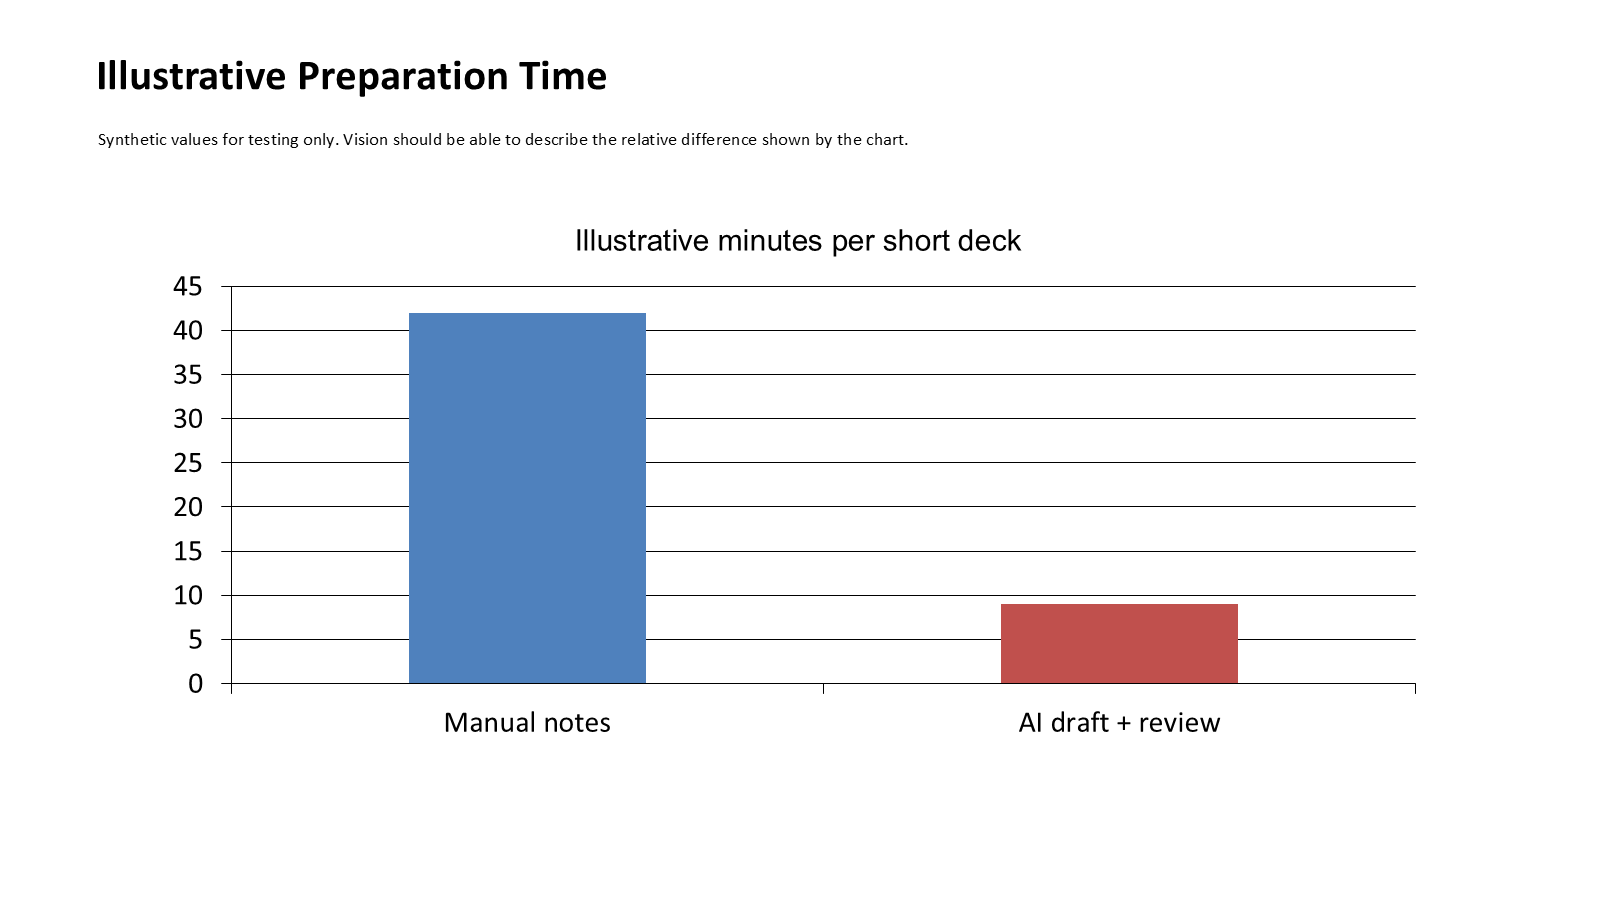 Illustrative Preparation Time
Synthetic values for testing only. Vision should be able to describe the relative difference shown by the chart.
Illustrative minutes per short deck
45
40
35
30
25
20
15
10
5
0
Manual notes
AI draft + review